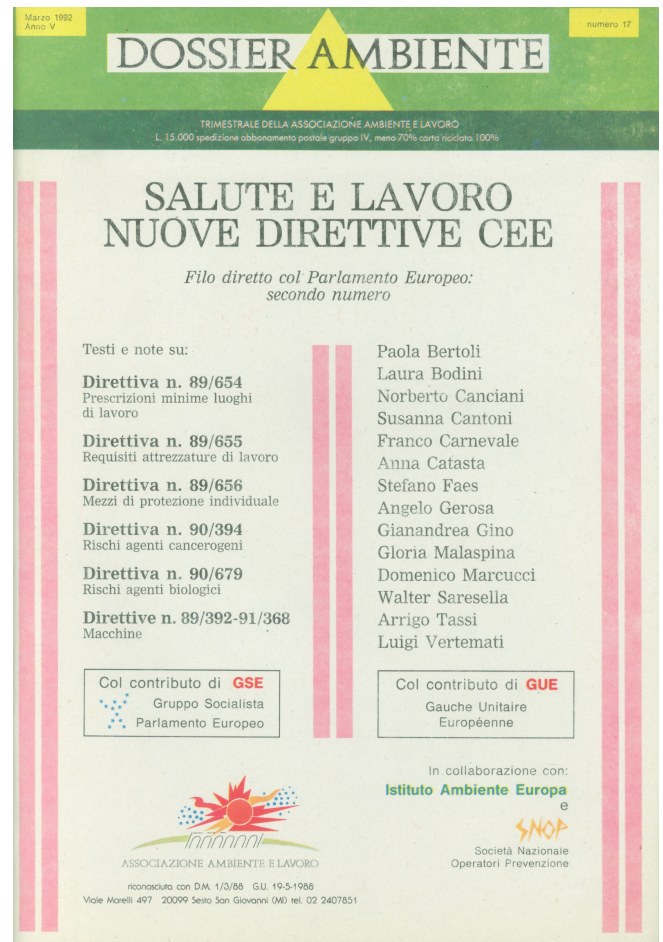 Marzo 1992
Anno V
numero 17
DOSSIER AMBIENTE
TRIMESTRALE DELLA ASSOCIAZIONE AMBIENTE E LAVORO
L. 15.000 spedizione abbonamento postale gruppo IV, meno 70% carta riciclata 100%
SALUTE E LAVORO
NUOVE DIRETTIVE CEE
Filo diretto col Parlamento Europeo:
secondo numero
Testi e note su:
Direttiva n. 89/654
Prescrizioni minime luoghi
di lavoro
Direttiva n. 89/655
Requisiti attrezzature di lavoro
Direttiva n. 89/656
Mezzi di protezione individuale
Direttiva n. 90/394
Rischi agenti cancerogeni
Direttiva n. 90/679
Rischi agenti biologici
Direttive n. 89/392-91/368
Macchine
Paola Bertoli
Laura Bodini
Norberto Canciani
Susanna Cantoni
Franco Carnevale
Anna Catasta
Stefano Faes
Angelo Gerosa
Gianandrea Gino
Gloria Malaspina
Domenico Marcucci
Walter Saresella
Arrigo Tassi
Luigi Vertemati
Col contributo di GSE
Gruppo Socialista
Parlamento Europeo
Col contributo di GUE
Gauche Unitaire
Européenne
ASSOCIAZIONE AMBIENTE E LAVORO
riconosciuta con D.M. 1/3/88 G.U. 19-5-1988
Viale Marelli 497 20099 Sesto San Giovanni (MI) tel. 02 2407851
In collaborazione con:
Istituto Ambiente Europa
e
SNOP
Società Nazionale
Operatori Prevenzione